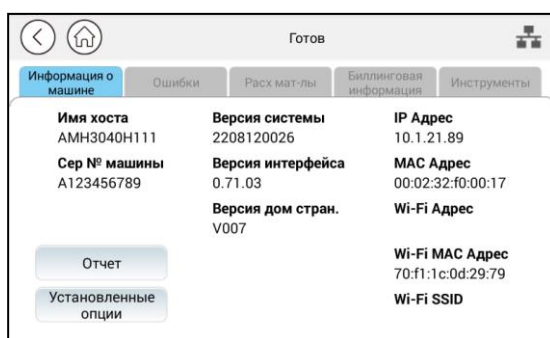 Готов
Информация о
машине
Ошибки
Расх мат-лы
Биллинговая
информация
Инструменты
Имя хоста
AMH3040H111
Сер № машины
A123456789
Версия системы
2208120026
Версия интерфейса
0.71.03
Версия дом стран.
V007
IP Адрес
10.1.21.89
MAC Адрес
00:02:32:f0:00:17
Wi-Fi Адрес
Wi-Fi MAC Адрес
70:f1:1c:0d:29:79
Wi-Fi SSID
Отчет
Установленные
опции